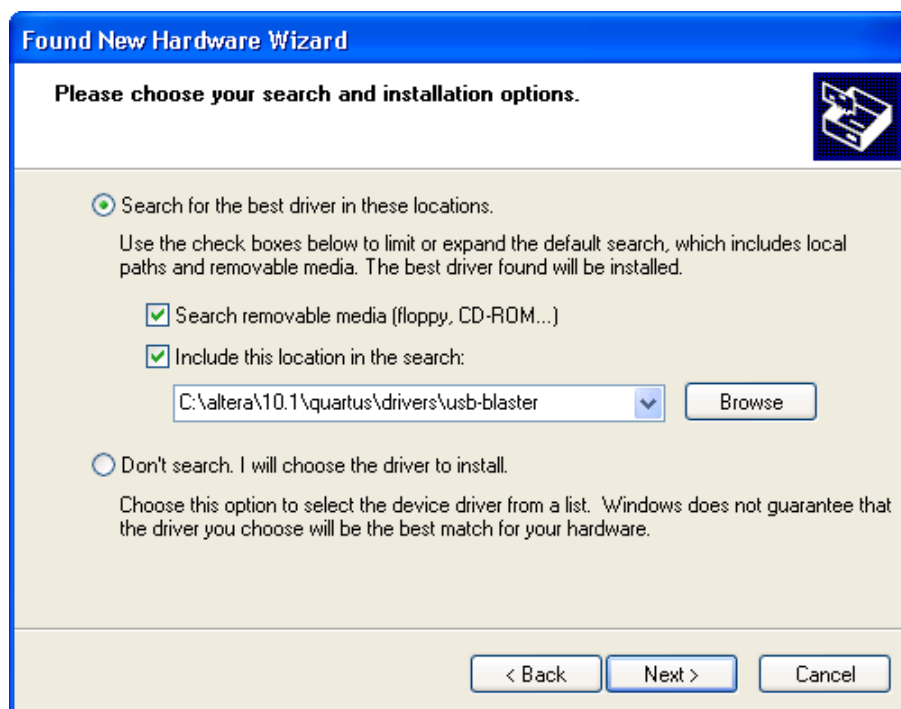 Found New Hardware Wizard
Please choose your search and installation options.
Search for the best driver in these locations.
Use the check boxes below to limit or expand the default search, which includes local
paths and removable media. The best driver found will be installed.
Search removable media (floppy, CD-ROM...)
Include this location in the search:
C:\altera\10.1\quartus\drivers\usb-blaster
Browse
Don't search. I will choose the driver to install.
Choose this option to select the device driver from a list.  Windows does not guarantee that
the driver you choose will be the best match for your hardware.
< Back Next > Cancel